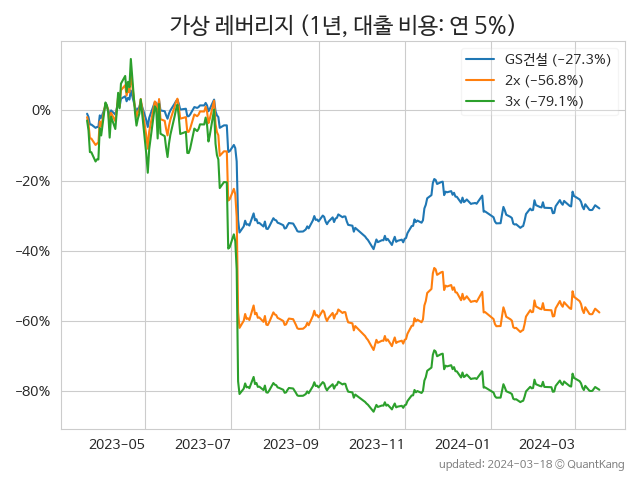 가상 레버리지 (1년, 대출 비용: 연 5%)
GS건설 (−27.3%)
2x (−56.8%)
3x (−79.1%)
0%
−20%
−40%
−60%
−80%
2023-05 2023-07 2023-09 2023-11 2024-01 2024-03
updated: 2024-03-18 © QuantKang